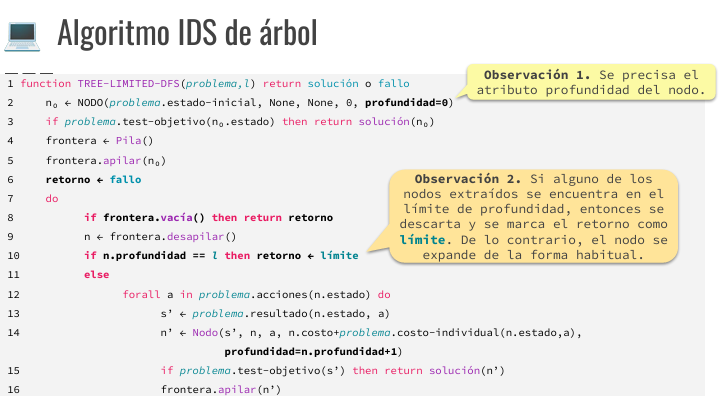 Algoritmo IDS de árbol
Observación 1. Se precisa el
atributo profundidad del nodo.
1 function TREE-LIMITED-DFS(problema,l) return solución o fallo
2 n₀ ← NODO(problema.estado-inicial, None, None, 0, profundidad=0)
3 if problema.test-objetivo(n₀.estado) then return solución(n₀)
4 frontera ← Pila()
5 frontera.apilar(n₀)
6 retorno ← fallo
7 do
8 if frontera.vacía() then return retorno
9 n ← frontera.desapilar()
10 if n.profundidad == l then retorno ← límite
11 else
12 forall a in problema.acciones(n.estado) do
13 s’ ← problema.resultado(n.estado, a)
14 n’ ← Nodo(s’, n, a, n.costo+problema.costo-individual(n.estado,a),
profundidad=n.profundidad+1)
15 if problema.test-objetivo(s’) then return solución(n’)
16 frontera.apilar(n’)
Observación 2. Si alguno de los
nodos extraídos se encuentra en el
límite de profundidad, entonces se
descarta y se marca el retorno como
límite. De lo contrario, el nodo se
expande de la forma habitual.